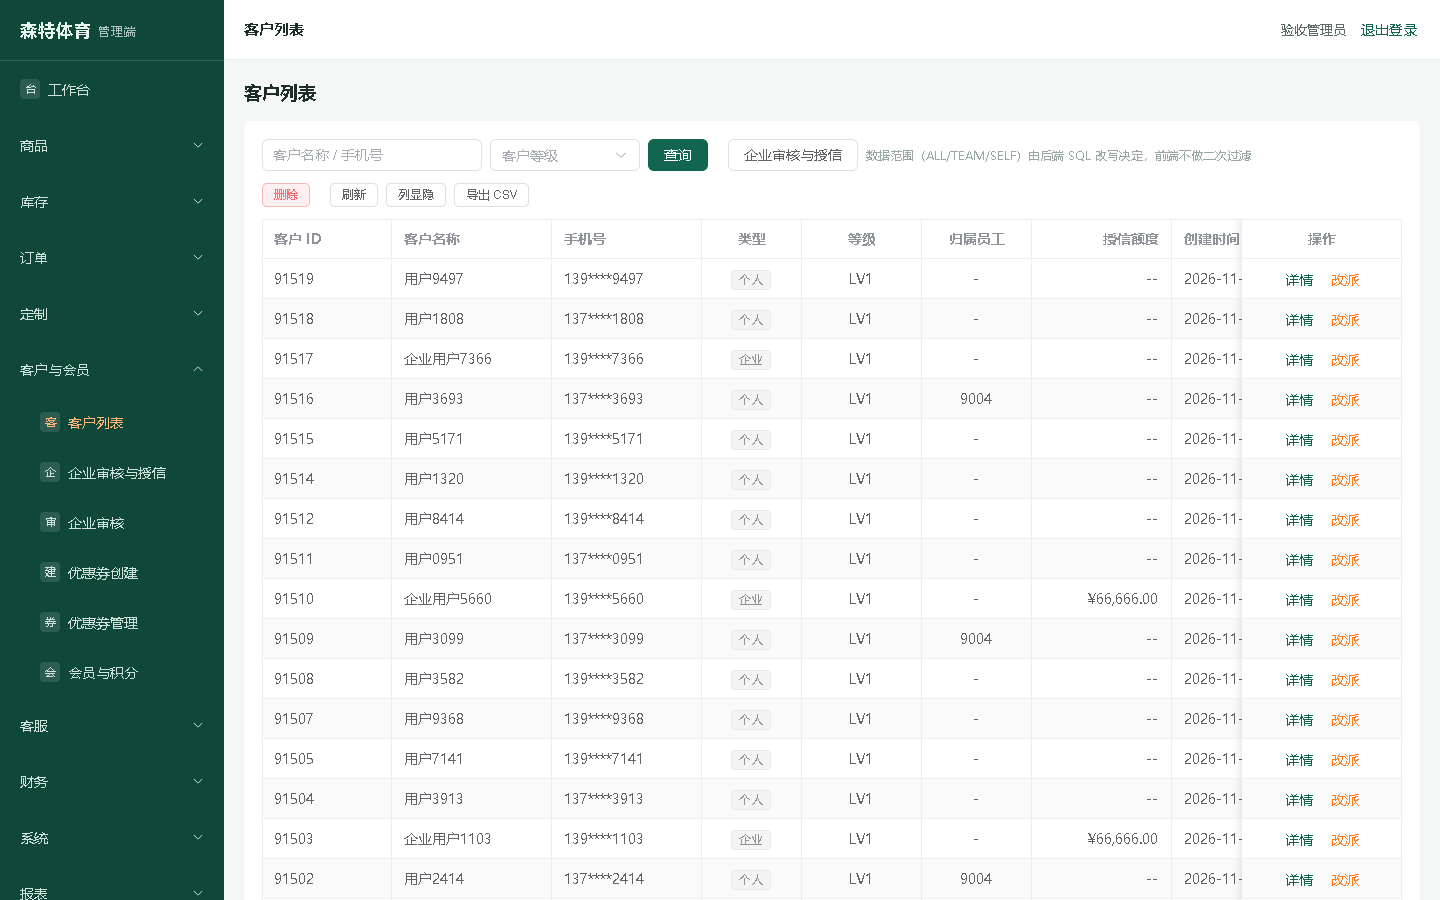 森特体育 管理端
客户列表
验收管理员 退出登录
台 工作台
商品
库存
订单
定制
客户与会员
客 客户列表
企 企业审核与授信
审 企业审核
建 优惠券创建
券 优惠券管理
会 会员与积分
客服
财务
系统
报表
客户列表
客户名称 / 手机号 客户等级 查询 企业审核与授信 数据范围（ALL/TEAM/SELF）由后端 SQL 改写决定，前端不做二次过滤
删除 刷新 列显隐 导出 CSV
客户 ID 客户名称 手机号 类型 等级 归属员工 授信额度 创建时间 操作
91519 用户9497 139****9497 个人 LV1 - -- 2026-11- 详情 改派
91518 用户1808 137****1808 个人 LV1 - -- 2026-11- 详情 改派
91517 企业用户7366 139****7366 企业 LV1 - -- 2026-11- 详情 改派
91516 用户3693 137****3693 个人 LV1 9004 -- 2026-11- 详情 改派
91515 用户5171 139****5171 个人 LV1 - -- 2026-11- 详情 改派
91514 用户1320 139****1320 个人 LV1 - -- 2026-11- 详情 改派
91512 用户8414 139****8414 个人 LV1 - -- 2026-11- 详情 改派
91511 用户0951 137****0951 个人 LV1 - -- 2026-11- 详情 改派
91510 企业用户5660 139****5660 企业 LV1 - ¥66,666.00 2026-11- 详情 改派
91509 用户3099 137****3099 个人 LV1 9004 -- 2026-11- 详情 改派
91508 用户3582 139****3582 个人 LV1 - -- 2026-11- 详情 改派
91507 用户9368 139****9368 个人 LV1 - -- 2026-11- 详情 改派
91505 用户7141 139****7141 个人 LV1 - -- 2026-11- 详情 改派
91504 用户3913 137****3913 个人 LV1 - -- 2026-11- 详情 改派
91503 企业用户1103 139****1103 企业 LV1 - ¥66,666.00 2026-11- 详情 改派
91502 用户2414 137****2414 个人 LV1 9004 -- 2026-11- 详情 改派